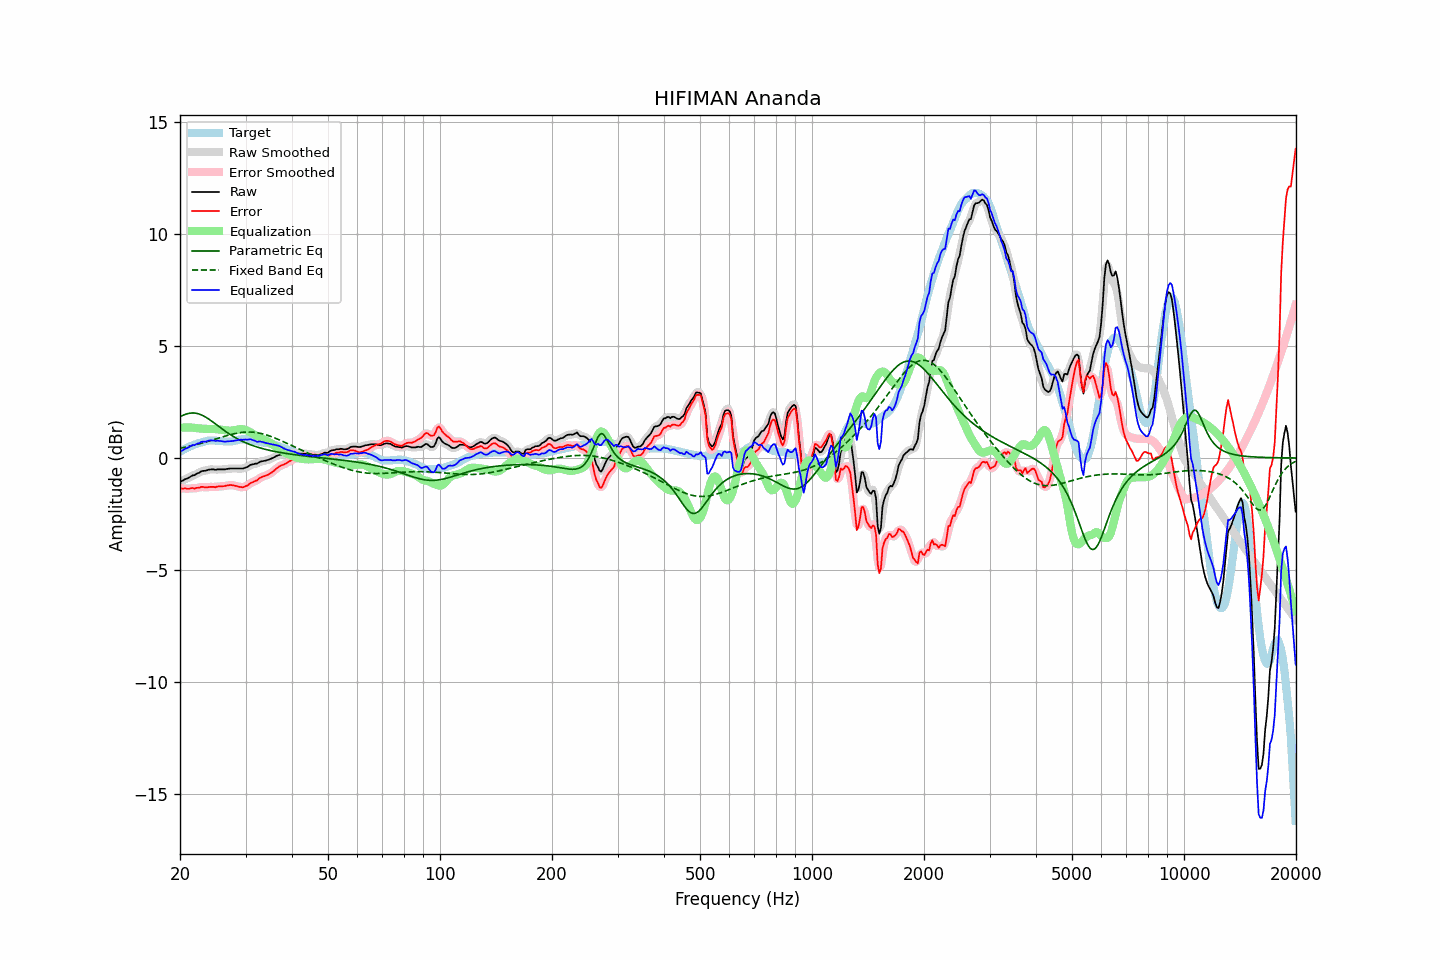 HIFIMAN Ananda
Amplitude (dBr)
15
10
5
0
−5
−10
−15
Target
Raw Smoothed
Error Smoothed
Raw
Error
Equalization
Parametric Eq
Fixed Band Eq
Equalized
20
50
100
200
500
1000
2000
5000
10000
20000
Frequency (Hz)